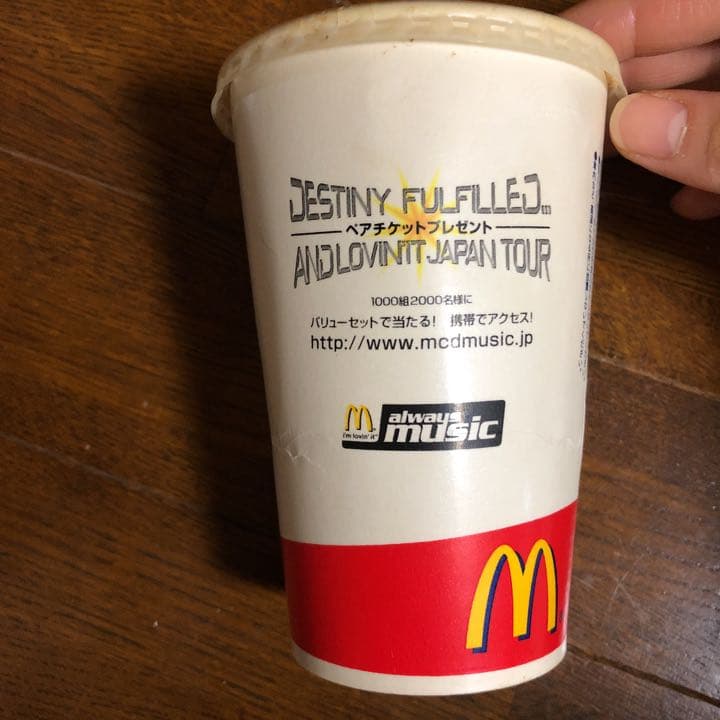 DESTINY FULFILLED...
ペアチケットプレゼント
AND LOVIN'IT JAPAN TOUR
1000組2000名様に
バリューセットで当たる! 携帯でアクセス!
http://www.mcdmusic.jp
always
i'm lovin' it
music